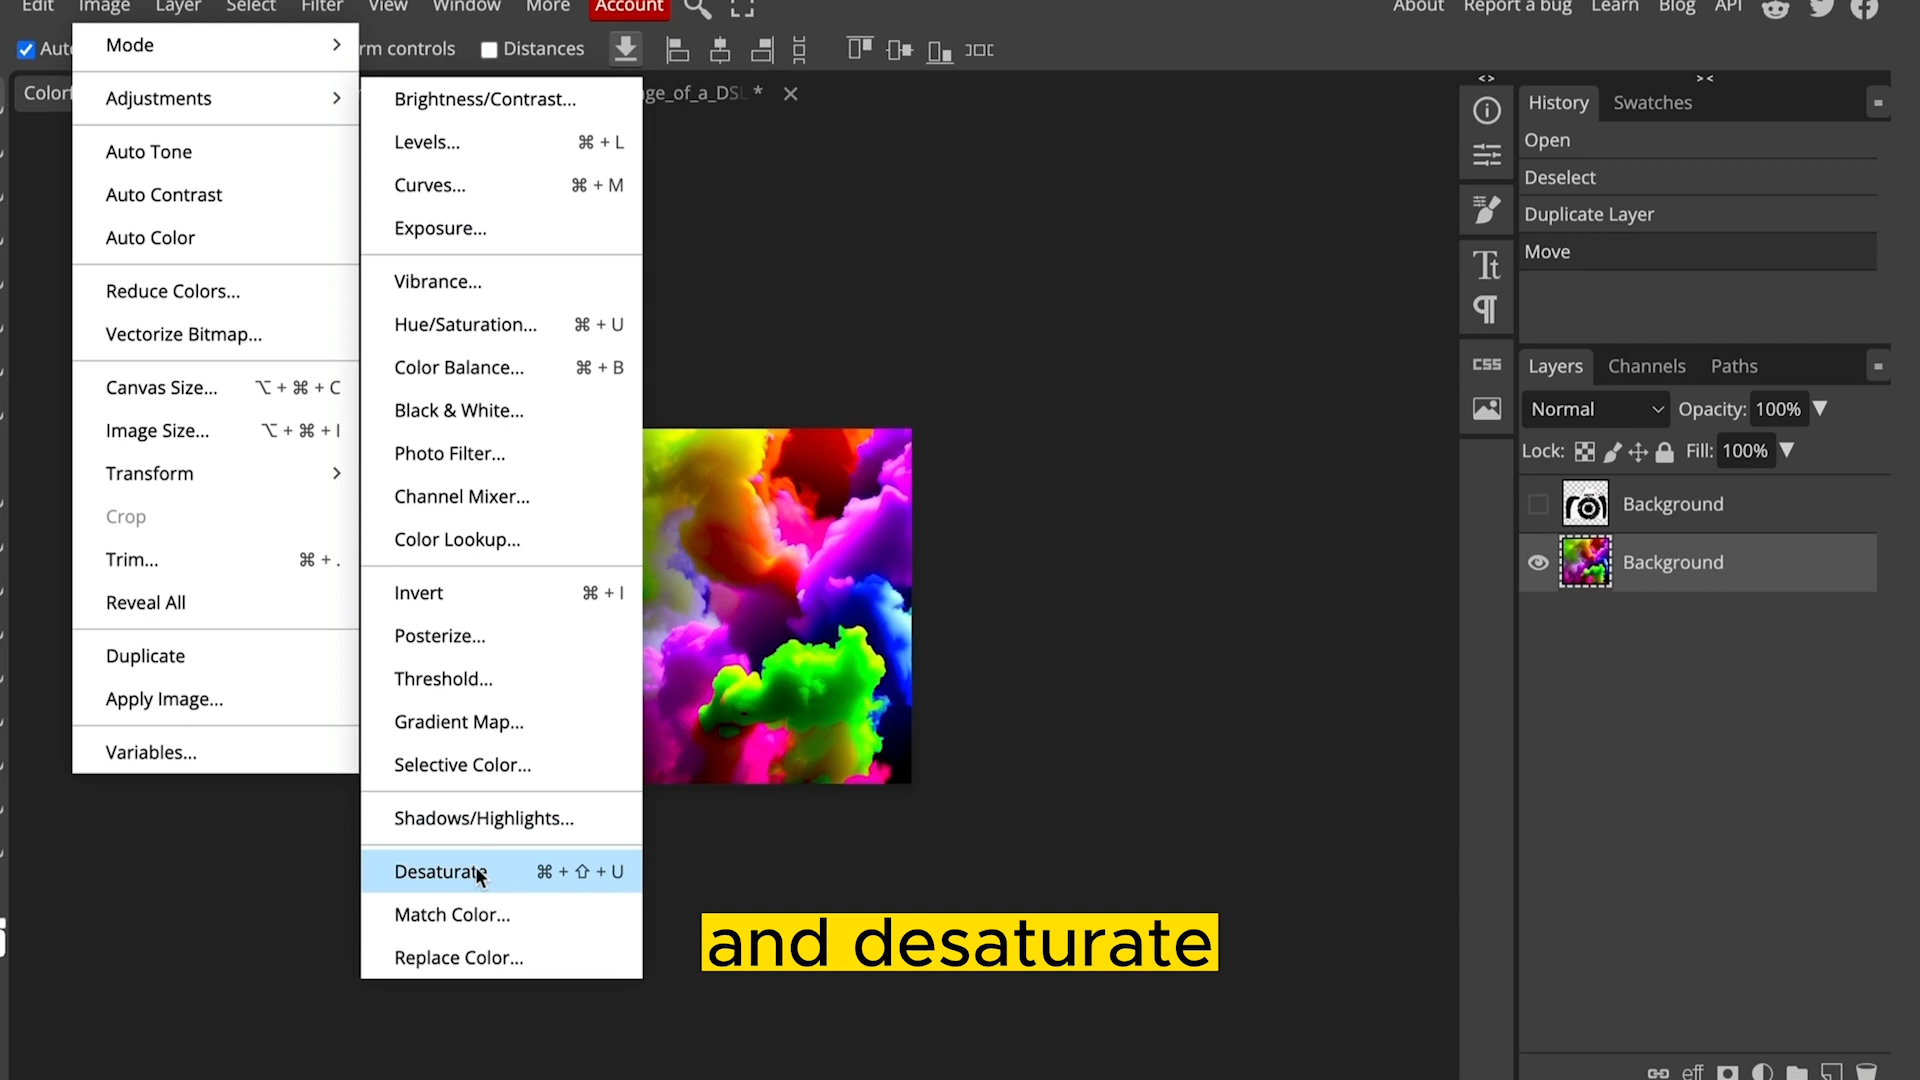 Edit Image Layer Select Filter View Window More Account About Report a bug Learn Blog API
rm controls Distances
ge_of_a_DSL *
Mode
Adjustments
Auto Tone
Auto Contrast
Auto Color
Reduce Colors...
Vectorize Bitmap...
Canvas Size... ⌥ + ⌘ + C
Image Size... ⌥ + ⌘ + I
Transform
Crop
Trim... ⌘ + .
Reveal All
Duplicate
Apply Image...
Variables...
Brightness/Contrast...
Levels... ⌘ + L
Curves... ⌘ + M
Exposure...
Vibrance...
Hue/Saturation... ⌘ + U
Color Balance... ⌘ + B
Black & White...
Photo Filter...
Channel Mixer...
Color Lookup...
Invert ⌘ + I
Posterize...
Threshold...
Gradient Map...
Selective Color...
Shadows/Highlights...
Desaturate ⌘ + ⇧ + U
Match Color...
Replace Color...
and desaturate
History Swatches
Open
Deselect
Duplicate Layer
Move
CSS
Layers Channels Paths
Normal Opacity: 100%
Lock: Fill: 100%
Background
Background
eff